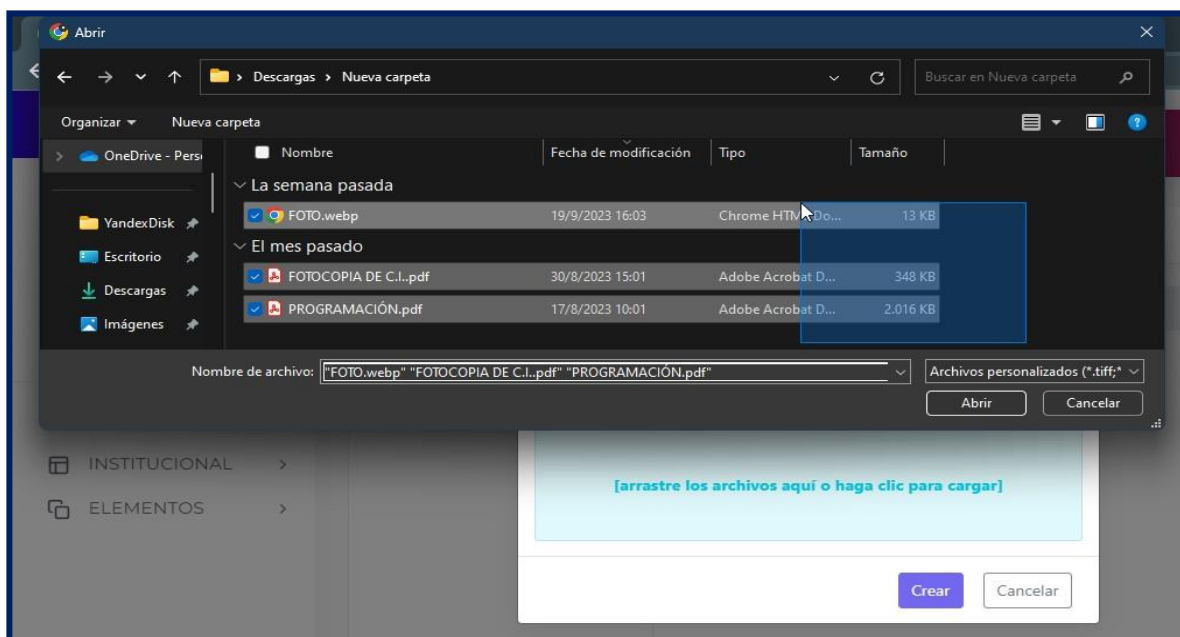 Abrir
Descargas > Nueva carpeta
Buscar en Nueva carpeta
Organizar Nueva carpeta
OneDrive - Pers
Nombre Fecha de modificación Tipo Tamaño
La semana pasada
FOTO.webp 19/9/2023 16:03 Chrome HTM Do... 13 KB
YandexDisk
El mes pasado
Escritorio
FOTOCOPIA DE C.I..pdf 30/8/2023 15:01 Adobe Acrobat D... 348 KB
Descargas
PROGRAMACIÓN.pdf 17/8/2023 10:01 Adobe Acrobat D... 2.016 KB
Imágenes
Nombre de archivo: "FOTO.webp" "FOTOCOPIA DE C.I..pdf" "PROGRAMACIÓN.pdf"
Archivos personalizados (*.tiff;*
Abrir Cancelar
INSTITUCIONAL >
[arrastre los archivos aquí o haga clic para cargar]
ELEMENTOS >
Crear Cancelar